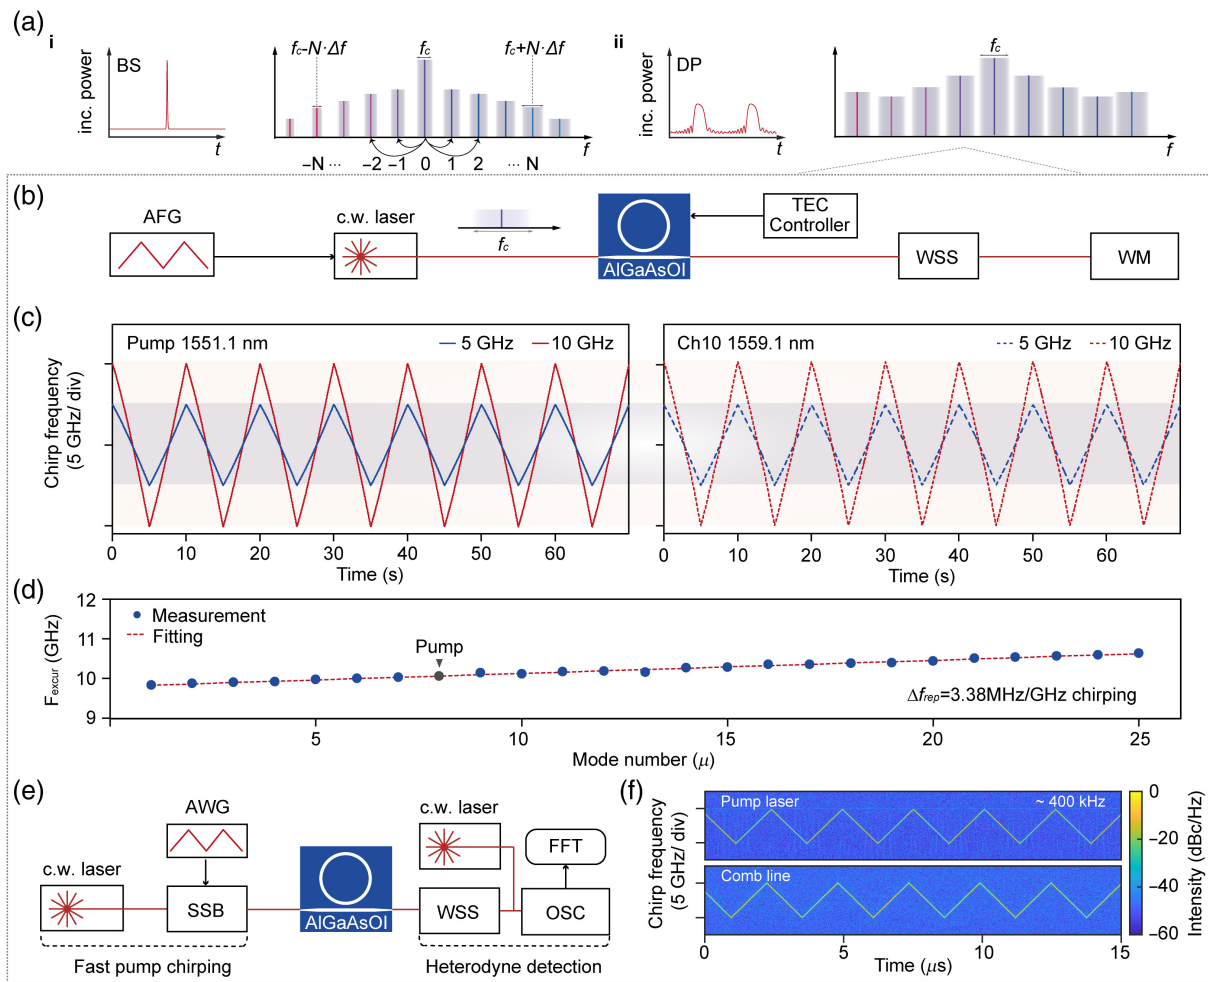 (a)
i
BS
inc. power
t
f꜀-N·Δf
f꜀
f꜀+N·Δf
−N ··· −2 −1 0 1 2 ··· N
f
ii
DP
inc. power
t
f꜀
f
(b)
AFG
c.w. laser
f꜀
AlGaAsOI
TEC
Controller
WSS
WM
(c)
Chirp frequency
(5 GHz/ div)
Pump 1551.1 nm
5 GHz
10 GHz
0 10 20 30 40 50 60
Time (s)
Ch10 1559.1 nm
5 GHz
10 GHz
0 10 20 30 40 50 60
Time (s)
(d)
Fexcur (GHz)
12
11
10
9
Measurement
Fitting
Pump
Δfrep=3.38MHz/GHz chirping
5 10 15 20 25
Mode number (μ)
(e)
c.w. laser
AWG
SSB
Fast pump chirping
AlGaAsOI
c.w. laser
WSS
FFT
OSC
Heterodyne detection
(f)
Chirp frequency
(5 GHz/ div)
Pump laser
~ 400 kHz
Comb line
0 5 10 15
Time (μs)
0
−20
−40
−60
Intensity (dBc/Hz)